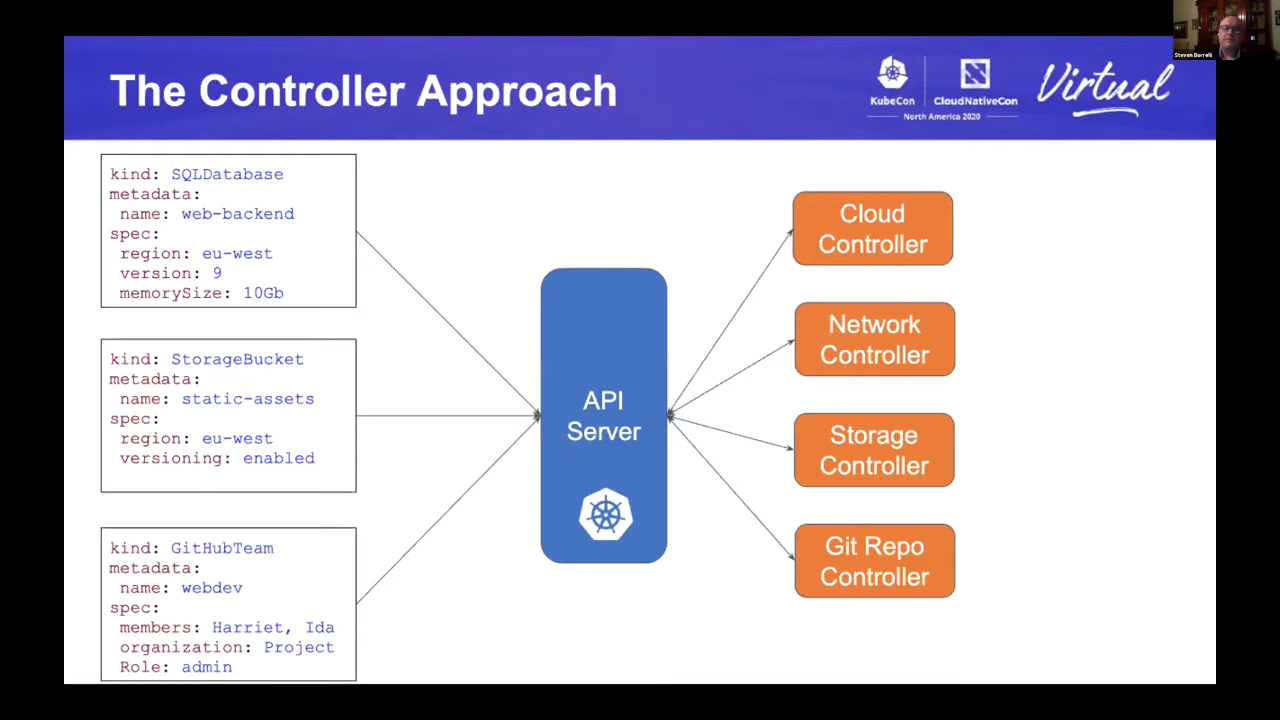 Steven Borrelli
The Controller Approach
KubeCon
CloudNativeCon
North America 2020
Virtual
kind: SQLDatabase
metadata:
name: web-backend
spec:
region: eu-west
version: 9
memorySize: 10Gb
kind: StorageBucket
metadata:
name: static-assets
spec:
region: eu-west
versioning: enabled
kind: GitHubTeam
metadata:
name: webdev
spec:
members: Harriet, Ida
organization: Project
Role: admin
API
Server
Cloud
Controller
Network
Controller
Storage
Controller
Git Repo
Controller